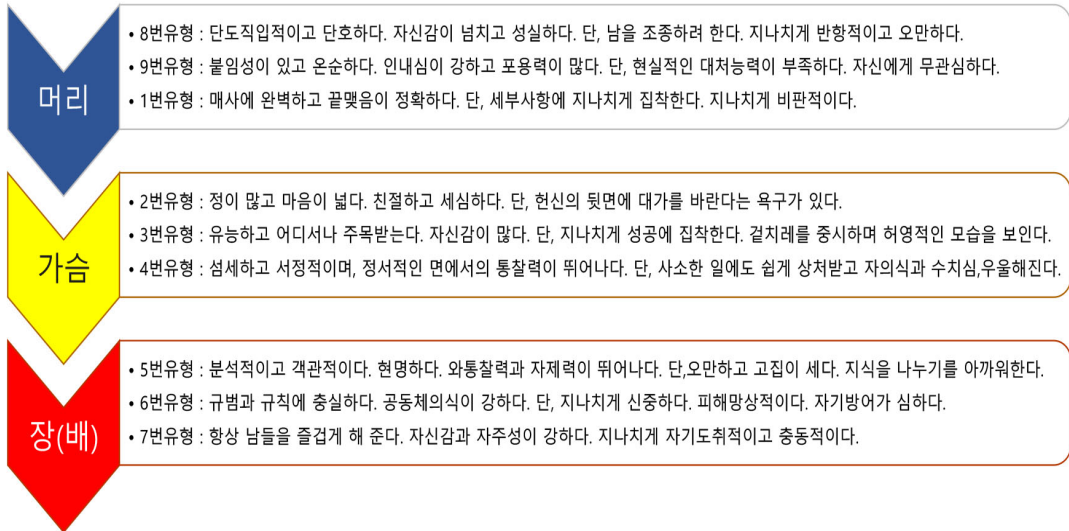 머리
• 8번유형 : 단도직입적이고 단호하다. 자신감이 넘치고 성실하다. 단, 남을 조종하려 한다. 지나치게 반항적이고 오만하다.
• 9번유형 : 붙임성이 있고 온순하다. 인내심이 강하고 포용력이 많다. 단, 현실적인 대처능력이 부족하다. 자신에게 무관심하다.
• 1번유형 : 매사에 완벽하고 끝맺음이 정확하다. 단, 세부사항에 지나치게 집착한다. 지나치게 비판적이다.
가슴
• 2번유형 : 정이 많고 마음이 넓다. 친절하고 세심하다. 단, 헌신의 뒷면에 대가를 바란다는 욕구가 있다.
• 3번유형 : 유능하고 어디서나 주목받는다. 자신감이 많다. 단, 지나치게 성공에 집착한다. 겉치레를 중시하며 허영적인 모습을 보인다.
• 4번유형 : 섬세하고 서정적이며, 정서적인 면에서의 통찰력이 뛰어나다. 단, 사소한 일에도 쉽게 상처받고 자의식과 수치심,우울해진다.
장(배)
• 5번유형 : 분석적이고 객관적이다. 현명하다. 와통찰력과 자제력이 뛰어나다. 단,오만하고 고집이 세다. 지식을 나누기를 아까워한다.
• 6번유형 : 규범과 규칙에 충실하다. 공동체의식이 강하다. 단, 지나치게 신중하다. 피해망상적이다. 자기방어가 심하다.
• 7번유형 : 항상 남들을 즐겁게 해 준다. 자신감과 자주성이 강하다. 지나치게 자기도취적이고 충동적이다.